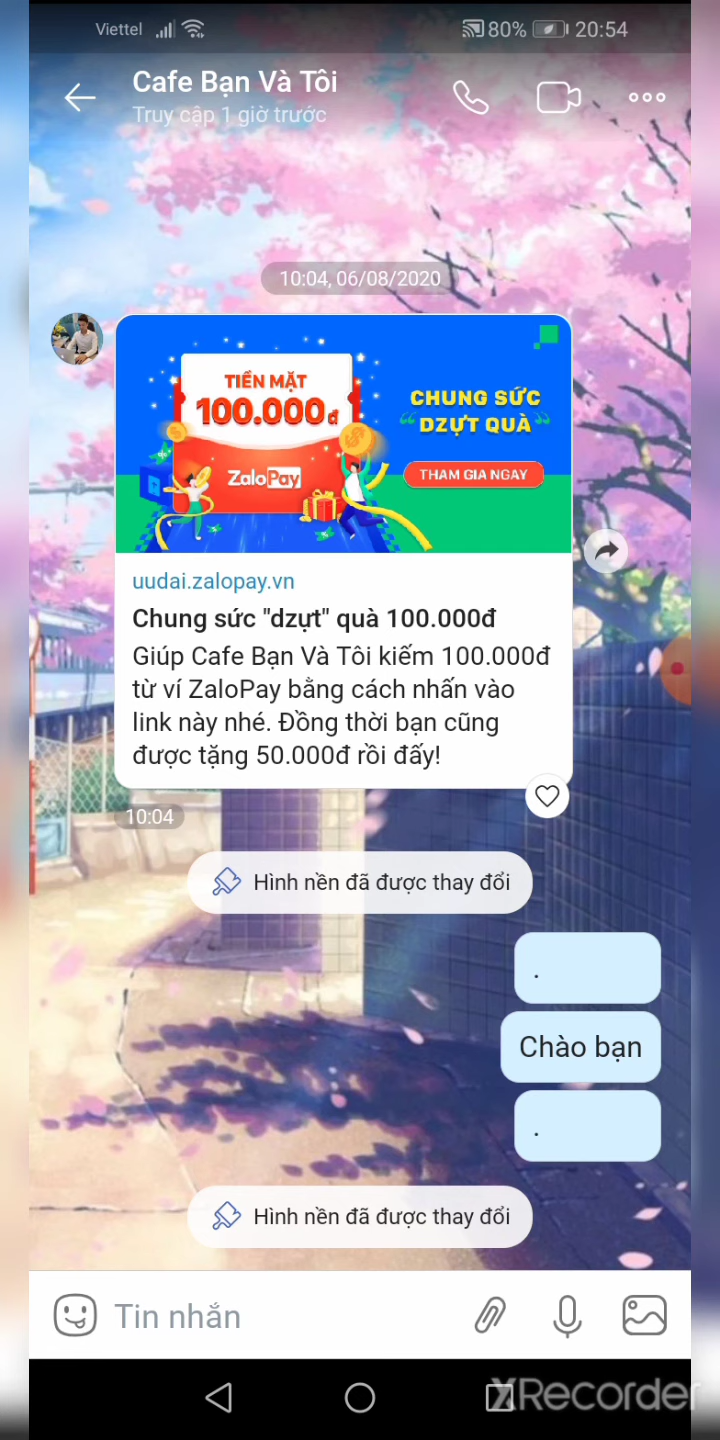 Viettel 80% 20:54
Cafe Bạn Và Tôi
Truy cập 1 giờ trước
10:04, 06/08/2020
TIỀN MẶT
100.000đ
CHUNG SỨC
DZỰT QUÀ
ZaloPay
THAM GIA NGAY
uudai.zalopay.vn
Chung sức "dzựt" quà 100.000đ
Giúp Cafe Bạn Và Tôi kiếm 100.000đ
từ ví ZaloPay bằng cách nhấn vào
link này nhé. Đồng thời bạn cũng
được tặng 50.000đ rồi đấy!
10:04
Hình nền đã được thay đổi
.
Chào bạn
.
Hình nền đã được thay đổi
Tin nhắn
XRecorder